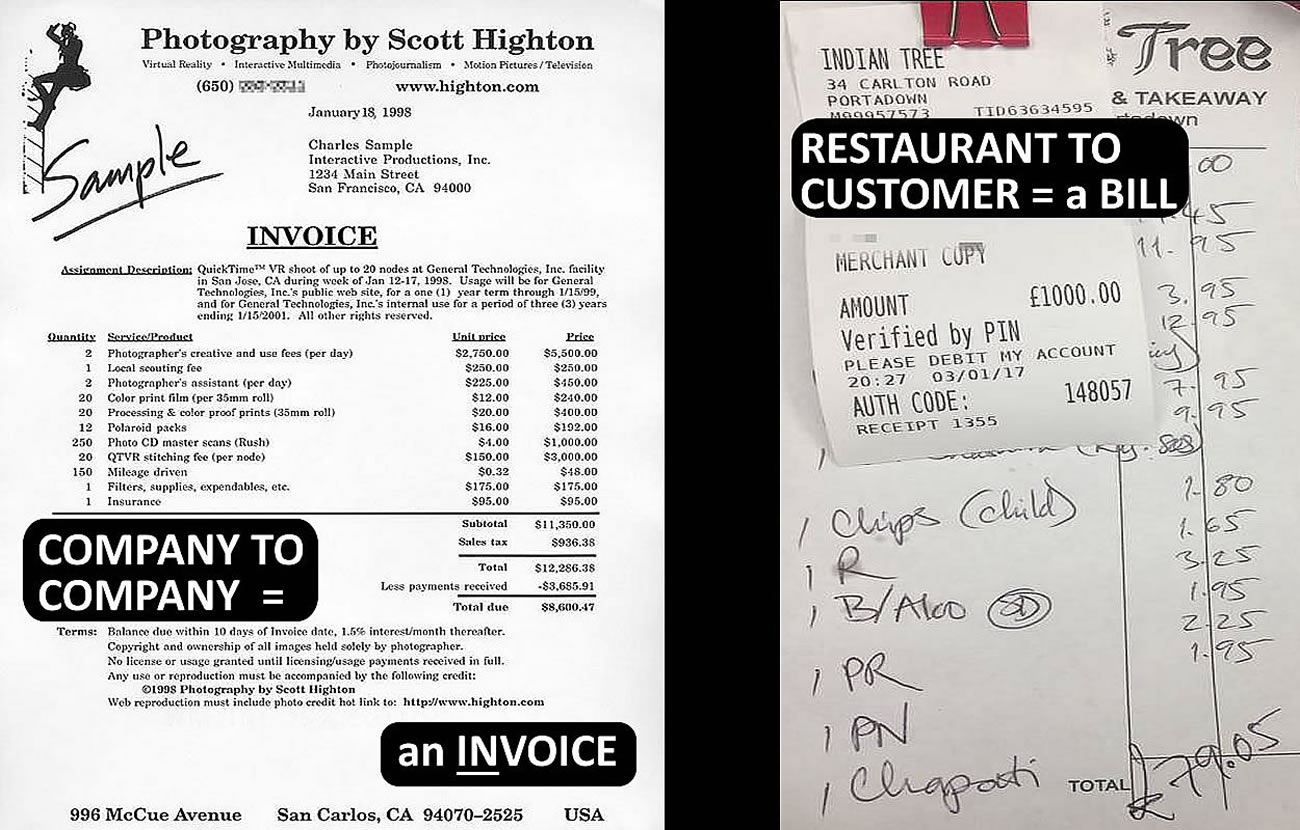 Photography by Scott Highton
Virtual Reality • Interactive Multimedia • Photojournalism • Motion Pictures / Television
(650) www.highton.com
January 18, 1998
Sample
Charles Sample
Interactive Productions, Inc.
1234 Main Street
San Francisco, CA 94000
INVOICE
Assignment Description: QuickTime™ VR shoot of up to 20 nodes at General Technologies, Inc. facility
in San Jose, CA during week of Jan 12-17, 1998. Usage will be for General
Technologies, Inc.'s public web site, for a one (1) year term through 1/15/99,
and for General Technologies, Inc.'s internal use for a period of three (3) years
ending 1/15/2001. All other rights reserved.
Quantity Service/Product Unit price Price
2 Photographer's creative and use fees (per day) $2,750.00 $5,500.00
1 Local scouting fee $250.00 $250.00
2 Photographer's assistant (per day) $225.00 $450.00
20 Color print film (per 35mm roll) $12.00 $240.00
20 Processing & color proof prints (35mm roll) $20.00 $400.00
12 Polaroid packs $16.00 $192.00
250 Photo CD master scans (Rush) $4.00 $1,000.00
20 QTVR stitching fee (per node) $150.00 $3,000.00
150 Mileage driven $0.32 $48.00
1 Filters, supplies, expendables, etc. $175.00 $175.00
1 Insurance $95.00 $95.00
Subtotal $11,350.00
Sales tax $936.38
Total $12,286.38
Less payments received -$3,685.91
Total due $8,600.47
COMPANY TO
COMPANY =
Terms: Balance due within 10 days of Invoice date, 1.5% interest/month thereafter.
Copyright and ownership of all images held solely by photographer.
No license or usage granted until licensing/usage payments received in full.
Any use or reproduction must be accompanied by the following credit:
©1998 Photography by Scott Highton
Web reproduction must include photo credit hot link to: http://www.highton.com
an INVOICE
996 McCue Avenue San Carlos, CA 94070-2525 USA
Tree
& TAKEAWAY
INDIAN TREE
34 CARLTON ROAD
PORTADOWN
M99957573 TID63634595
RESTAURANT TO
CUSTOMER = a BILL
MERCHANT COPY
AMOUNT £1000.00
Verified by PIN
PLEASE DEBIT MY ACCOUNT
20:27 03/01/17
AUTH CODE: 148057
RECEIPT 1355
00
.45
11.95
3.95
12.95
7.95
9.95
1.80
1 Chips (child) 1.65
1 R 3.25
1 B/Aloo 1.95
1 PR 2.25
1 PN 1.95
1 Chapati
TOTAL £79.05